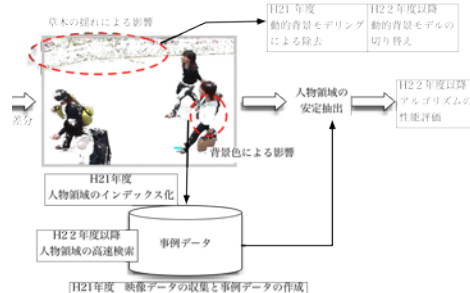 草木の揺れによる影響
H21年度
動的背景モデリング
による除去
H22年度以降
動的背景モデルの
切り替え
差分
人物領域の
安定抽出
H22年度以降
アルゴリズムの
性能評価
背景色による影響
H21年度
人物領域のインデックス化
H22年度以降
人物領域の高速検索
事例データ
H21年度 映像データの収集と事例データの作成